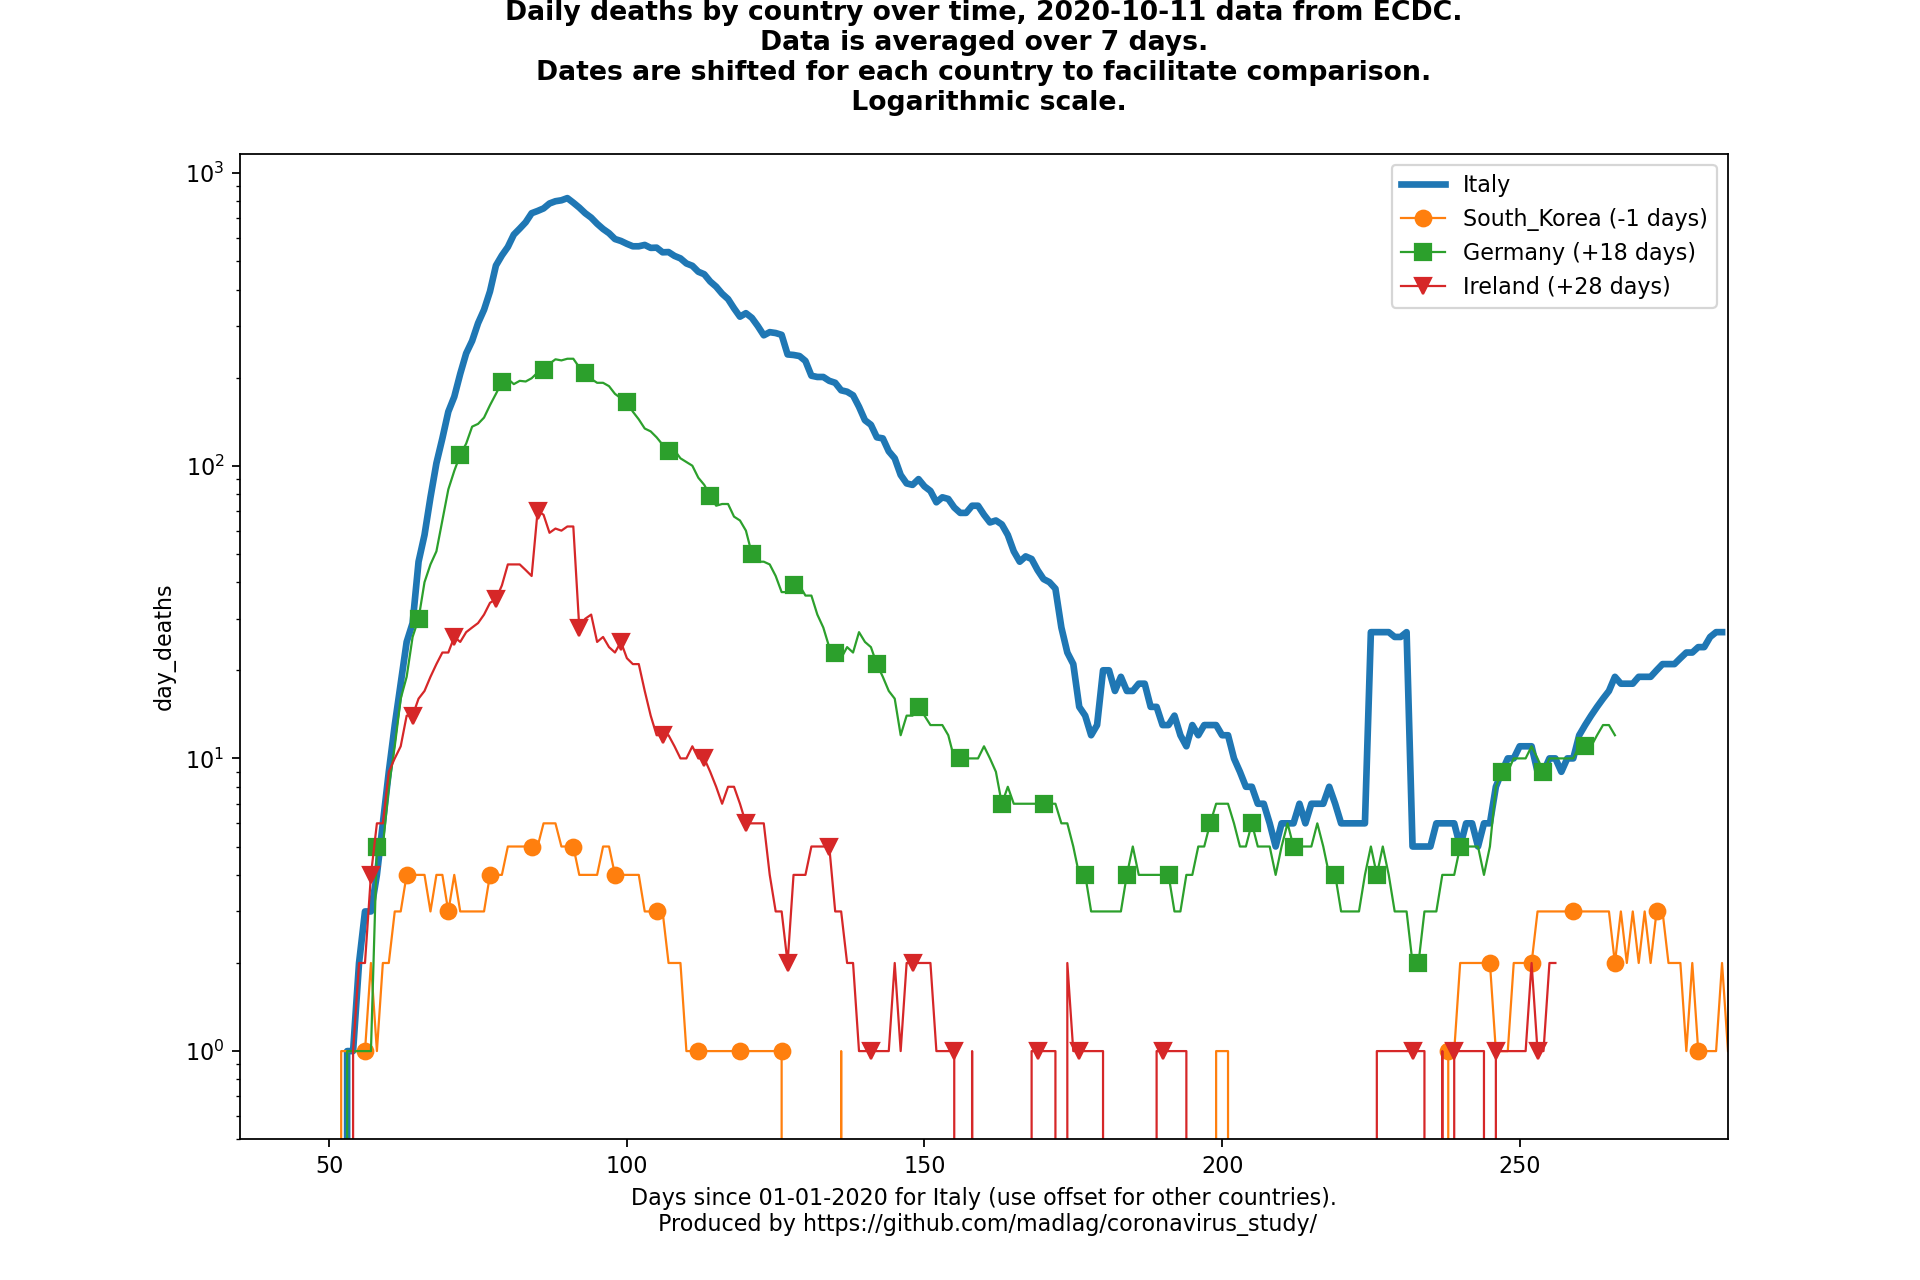 Daily deaths by country over time, 2020-10-11 data from ECDC.
Data is averaged over 7 days.
Dates are shifted for each country to facilitate comparison.
Logarithmic scale.
10³
10²
10¹
10⁰
day_deaths
Italy
South_Korea (-1 days)
Germany (+18 days)
Ireland (+28 days)
50
100
150
200
250
Days since 01-01-2020 for Italy (use offset for other countries).
Produced by https://github.com/madlag/coronavirus_study/